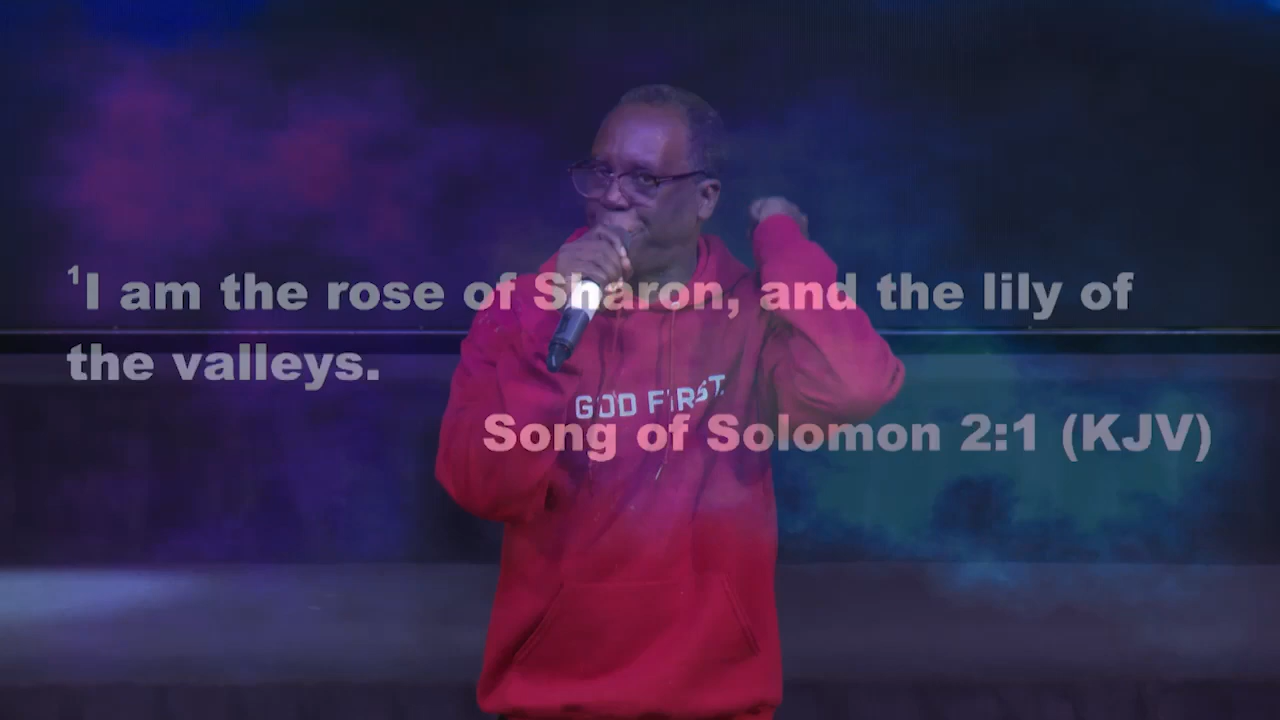 ¹I am the rose of Sharon, and the lily of
the valleys.
GOD FIRST.
Song of Solomon 2:1 (KJV)